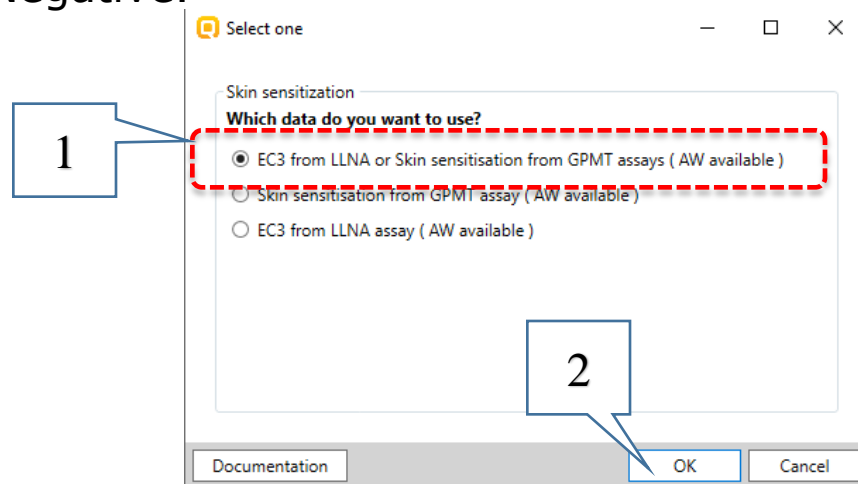 Negative.
Select one
Skin sensitization
Which data do you want to use?
1
EC3 from LLNA or Skin sensitisation from GPMT assays ( AW available )
Skin sensitisation from GPMT assay ( AW available )
EC3 from LLNA assay ( AW available )
2
Documentation
OK
Cancel